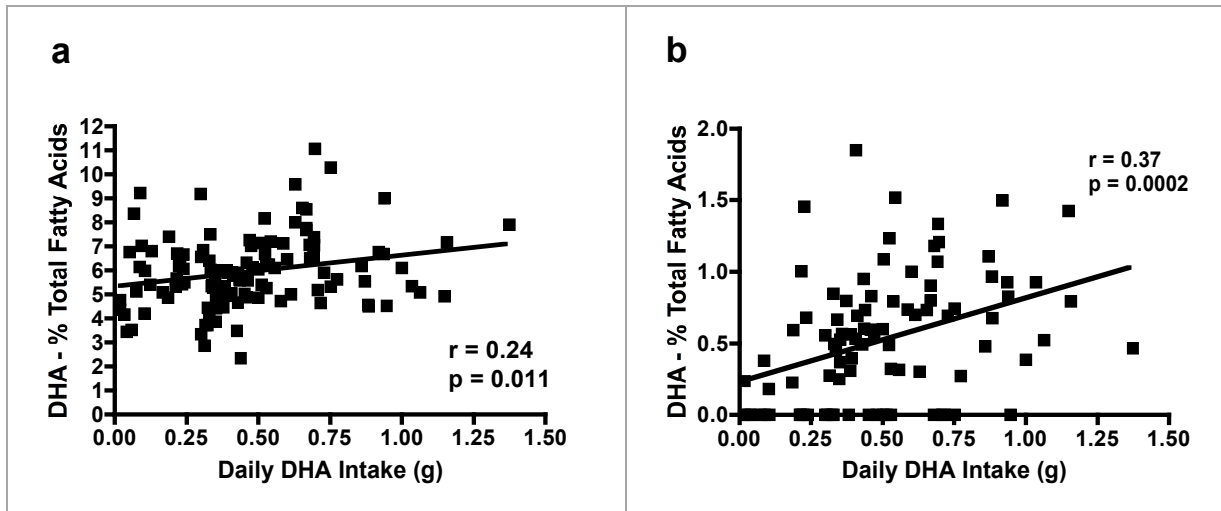 a
DHA - % Total Fatty Acids
12
11
10
9
8
7
6
5
4
3
2
1
0
0.00 0.25 0.50 0.75 1.00 1.25 1.50
Daily DHA Intake (g)
r = 0.24
p = 0.011
b
DHA - % Total Fatty Acids
2.0
1.5
1.0
0.5
0.0
0.00 0.25 0.50 0.75 1.00 1.25 1.50
Daily DHA Intake (g)
r = 0.37
p = 0.0002